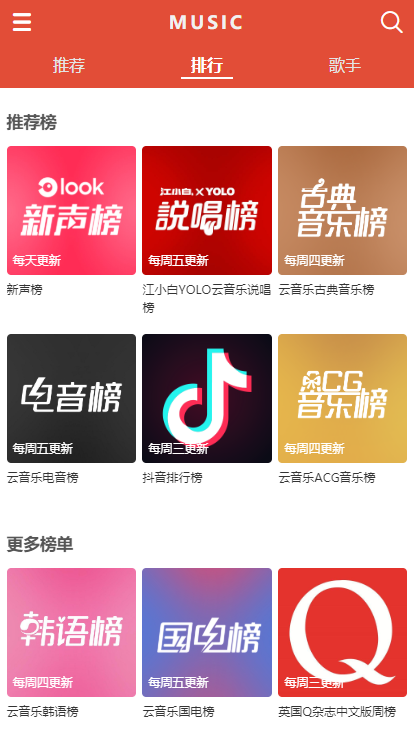 MUSIC
推荐
排行
歌手
推荐榜
look
新声榜
每天更新
江小白 X YOLO
説唱榜
每周五更新
古典
音乐榜
每周四更新
新声榜
江小白YOLO云音乐说唱
榜
云音乐古典音乐榜
电音榜
每周五更新
每周三更新
ACG
音乐榜
每周四更新
云音乐电音榜
抖音排行榜
云音乐ACG音乐榜
更多榜单
韩语榜
每周四更新
国电榜
每周五更新
Q
每周三更新
云音乐韩语榜
云音乐国电榜
英国Q杂志中文版周榜